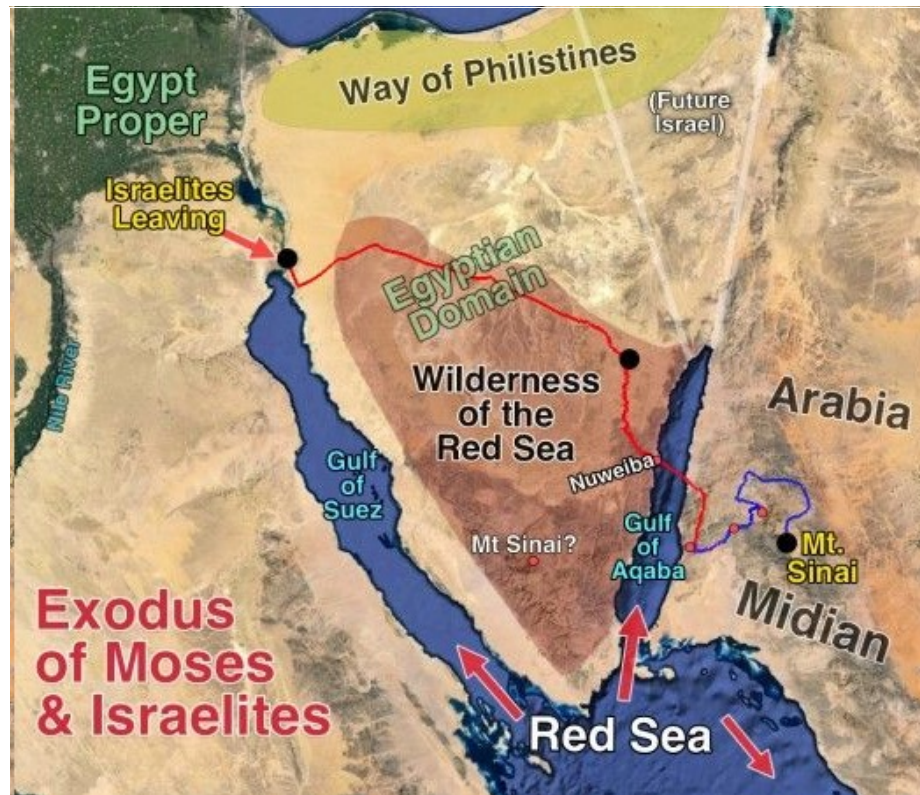 Egypt
Proper
Way of Philistines
(Future
Israel)
Israelites
Leaving
Egyptian
Domain
Nile River
Wilderness
of the
Red Sea
Arabia
Gulf
of
Suez
Nuweiba
Mt Sinai?
Gulf
of
Aqaba
Mt.
Sinai
Midian
Exodus
of Moses
& Israelites
Red Sea